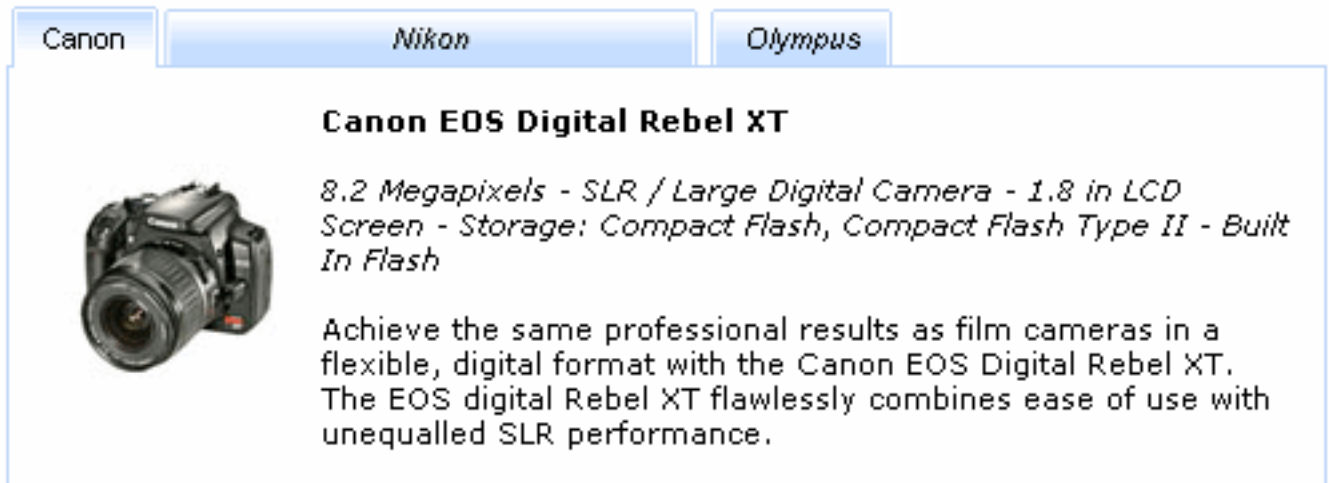 Canon Nikon Olympus
Canon EOS Digital Rebel XT
8.2 Megapixels - SLR / Large Digital Camera - 1.8 in LCD
Screen - Storage: Compact Flash, Compact Flash Type II - Built
In Flash
Achieve the same professional results as film cameras in a
flexible, digital format with the Canon EOS Digital Rebel XT.
The EOS digital Rebel XT flawlessly combines ease of use with
unequalled SLR performance.